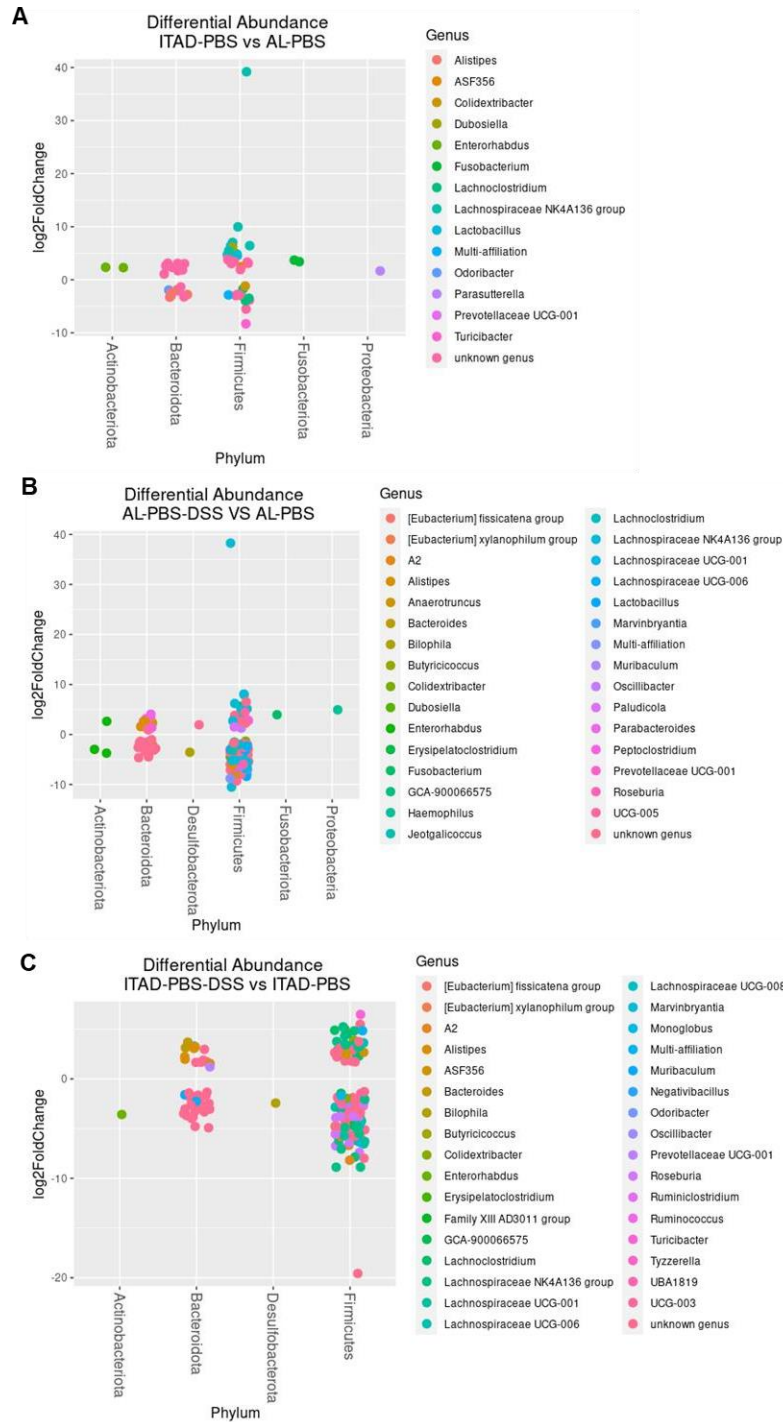 A
Differential Abundance
ITAD-PBS vs AL-PBS
log2FoldChange
40
30
20
10
0
-10
Actinobacteriota
Bacteroidota
Firmicutes
Fusobacteriota
Proteobacteria
Phylum
Genus
Alistipes
ASF356
Colidextribacter
Dubosiella
Enterorhabdus
Fusobacterium
Lachnoclostridium
Lachnospiraceae NK4A136 group
Lactobacillus
Multi-affiliation
Odoribacter
Parasutterella
Prevotellaceae UCG-001
Turicibacter
unknown genus
B
Differential Abundance
AL-PBS-DSS VS AL-PBS
log2FoldChange
40
30
20
10
0
-10
Actinobacteriota
Bacteroidota
Desulfobacterota
Firmicutes
Fusobacteriota
Proteobacteria
Phylum
Genus
[Eubacterium] fissicatena group
[Eubacterium] xylanophilum group
A2
Alistipes
Anaerotruncus
Bacteroides
Bilophila
Butyricicoccus
Colidextribacter
Dubosiella
Enterorhabdus
Erysipelatoclostridium
Fusobacterium
GCA-900066575
Haemophilus
Jeotgalicoccus
Lachnoclostridium
Lachnospiraceae NK4A136 group
Lachnospiraceae UCG-001
Lachnospiraceae UCG-006
Lactobacillus
Marvinbryantia
Multi-affiliation
Muribaculum
Oscillibacter
Paludicola
Parabacteroides
Peptoclostridium
Prevotellaceae UCG-001
Roseburia
UCG-005
unknown genus
C
Differential Abundance
ITAD-PBS-DSS vs ITAD-PBS
log2FoldChange
0
-10
-20
Actinobacteriota
Bacteroidota
Desulfobacterota
Firmicutes
Phylum
Genus
[Eubacterium] fissicatena group
[Eubacterium] xylanophilum group
A2
Alistipes
ASF356
Bacteroides
Bilophila
Butyricicoccus
Colidextribacter
Enterorhabdus
Erysipelatoclostridium
Family XIII AD3011 group
GCA-900066575
Lachnoclostridium
Lachnospiraceae NK4A136 group
Lachnospiraceae UCG-001
Lachnospiraceae UCG-006
Lachnospiraceae UCG-008
Marvinbryantia
Monoglobus
Multi-affiliation
Muribaculum
Negativibacillus
Odoribacter
Oscillibacter
Prevotellaceae UCG-001
Roseburia
Ruminiclostridium
Ruminococcus
Turicibacter
Tyzzerella
UBA1819
UCG-003
unknown genus